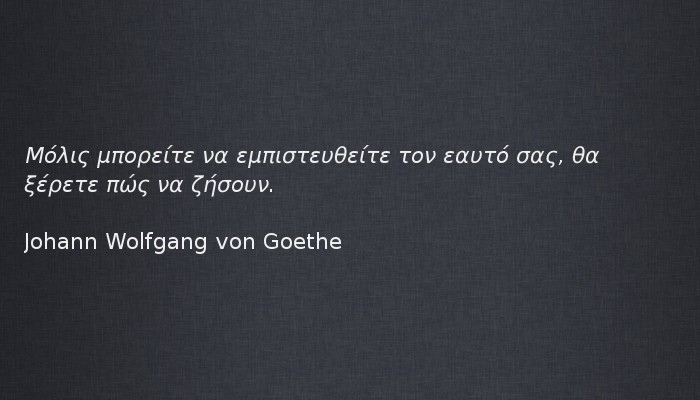 Μόλις μπορείτε να εμπιστευθείτε τον εαυτό σας, θα
ξέρετε πώς να ζήσουν.
Johann Wolfgang von Goethe